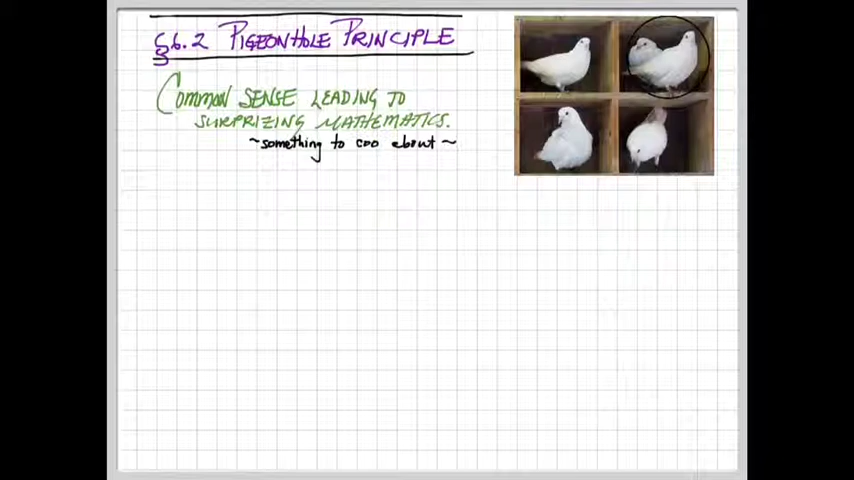 §6.2 PIGEONHOLE PRINCIPLE
COMMON SENSE LEADING TO
SURPRIZING MATHEMATICS.
~something to coo about~